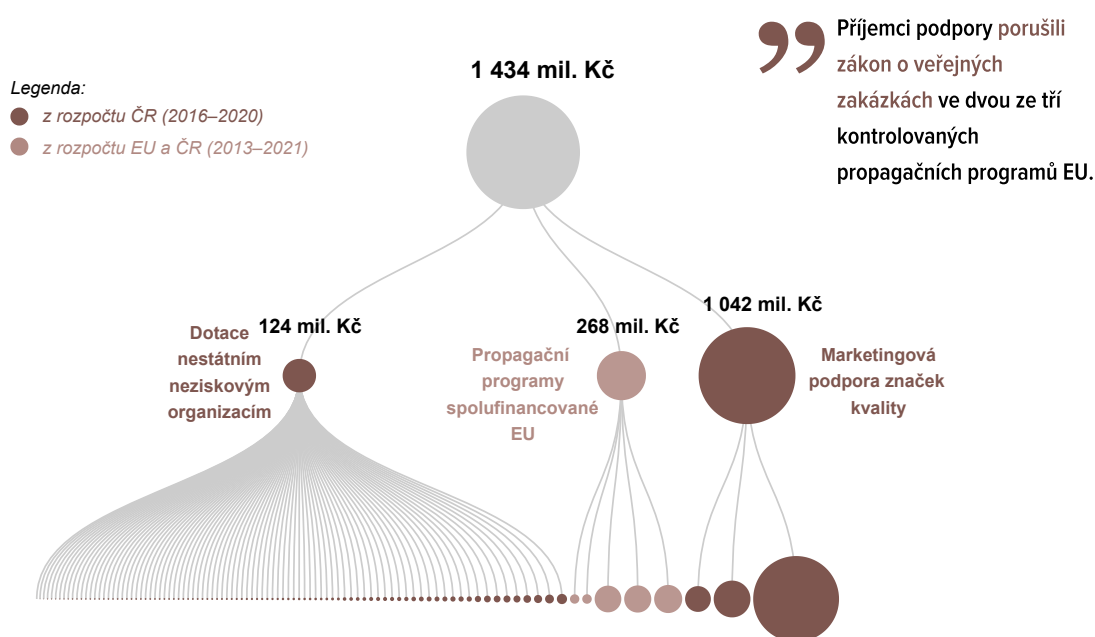 Příjemci podpory porušili
zákon o veřejných
zakázkách ve dvou ze tří
kontrolovaných
propagačních programů EU.
1 434 mil. Kč
Legenda:
z rozpočtu ČR (2016–2020)
z rozpočtu EU a ČR (2013–2021)
124 mil. Kč
Dotace
nestátním
neziskovým
organizacím
268 mil. Kč
Propagační
programy
spolufinancované
EU
1 042 mil. Kč
Marketingová
podpora značek
kvality